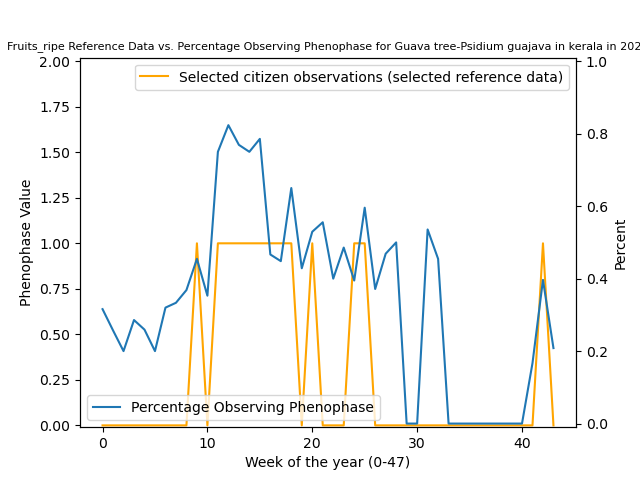 Fruits_ripe Reference Data vs. Percentage Observing Phenophase for Guava tree-Psidium guajava in kerala in 202
Selected citizen observations (selected reference data)
Percentage Observing Phenophase
Phenophase Value
2.00
1.75
1.50
1.25
1.00
0.75
0.50
0.25
0.00
1.0
0.8
0.6
0.4
0.2
0.0
Percent
0 10 20 30 40
Week of the year (0-47)